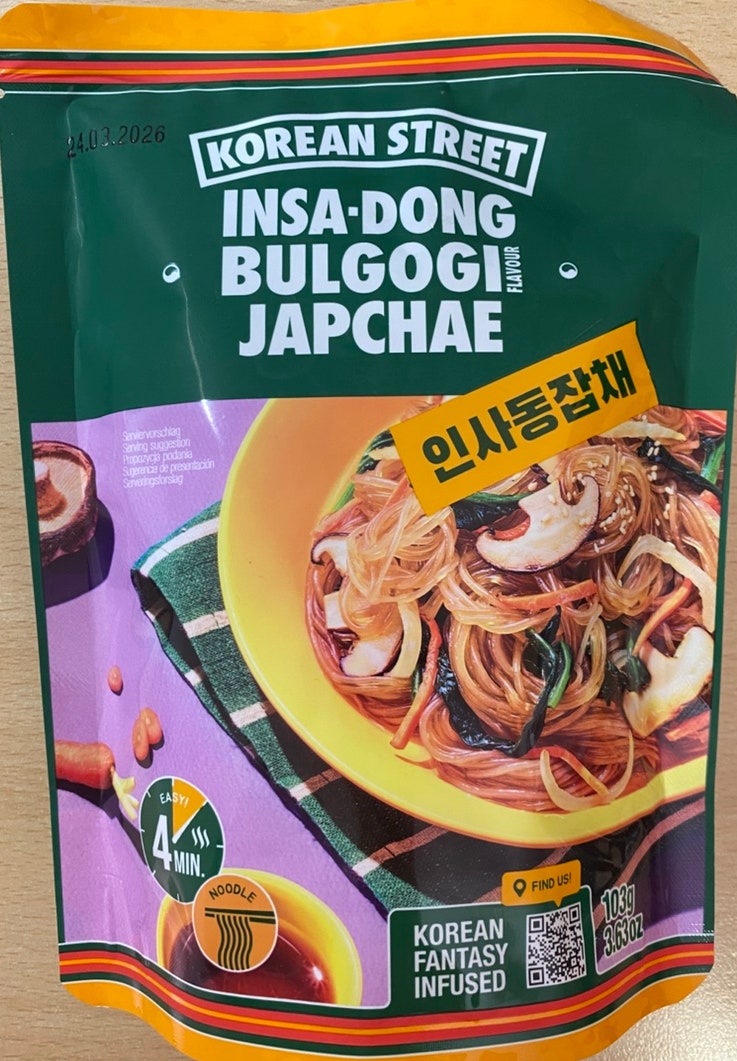 24.03.2026
KOREAN STREET
INSA-DONG
BULGOGI
FLAVOUR
JAPCHAE
인사동잡채
Serviervorschlag
Serving suggestion
Propozycja podania
Sugerencia de presentación
Serveringsforslag
EASY!
4 MIN.
NOODLE
FIND US!
KOREAN
FANTASY
INFUSED
103g
3.63oz